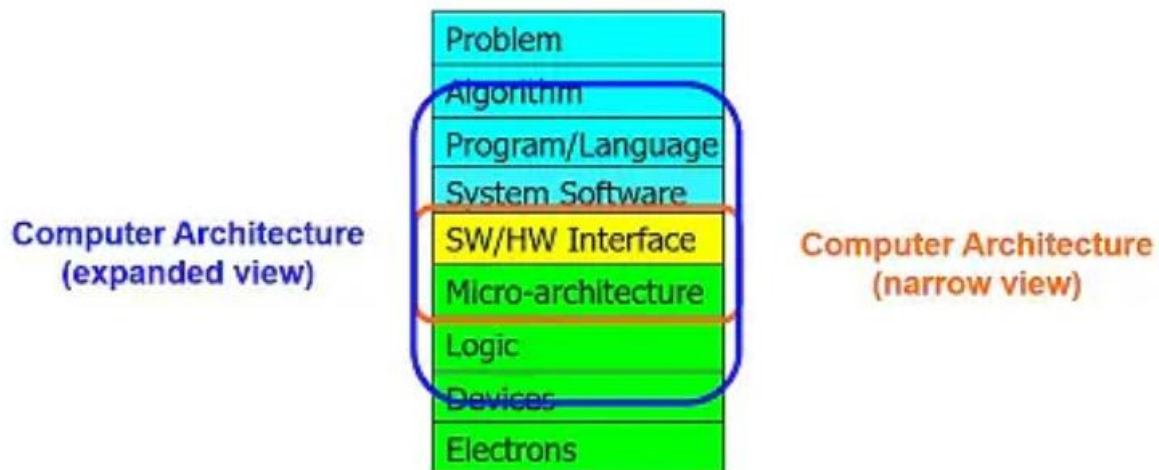 Problem
Algorithm
Program/Language
System Software
Computer Architecture
(expanded view)
SW/HW Interface
Computer Architecture
(narrow view)
Micro-architecture
Logic
Devices
Electrons